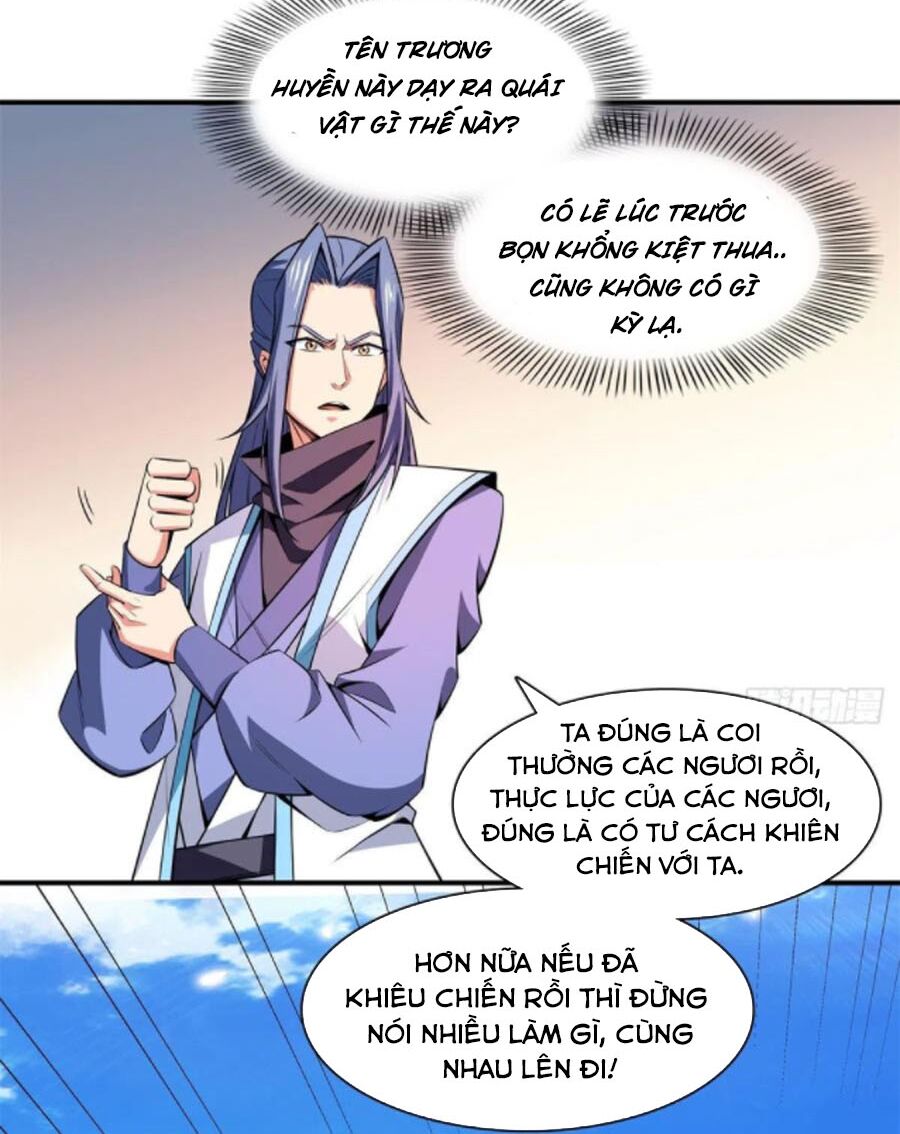 TÊN TRƯƠNG
HUYỀN NÀY DẠY RA QUÁI
VẬT GÌ THẾ NÀY?
CÓ LẼ LÚC TRƯỚC
BỌN KHỔNG KIỆT THUA..
CŨNG KHÔNG CÓ GÌ
KỲ LẠ.
TA ĐÚNG LÀ COI
THƯỜNG CÁC NGƯƠI RỒI,
THỰC LỰC CỦA CÁC NGƯƠI,
ĐÚNG LÀ CÓ TƯ CÁCH KHIÊN
CHIẾN VỚI TA.
HƠN NỮA NẾU ĐÃ
KHIÊU CHIẾN RỒI THÌ ĐỪNG
NÓI NHIỀU LÀM GÌ, CÙNG
NHAU LÊN ĐI!